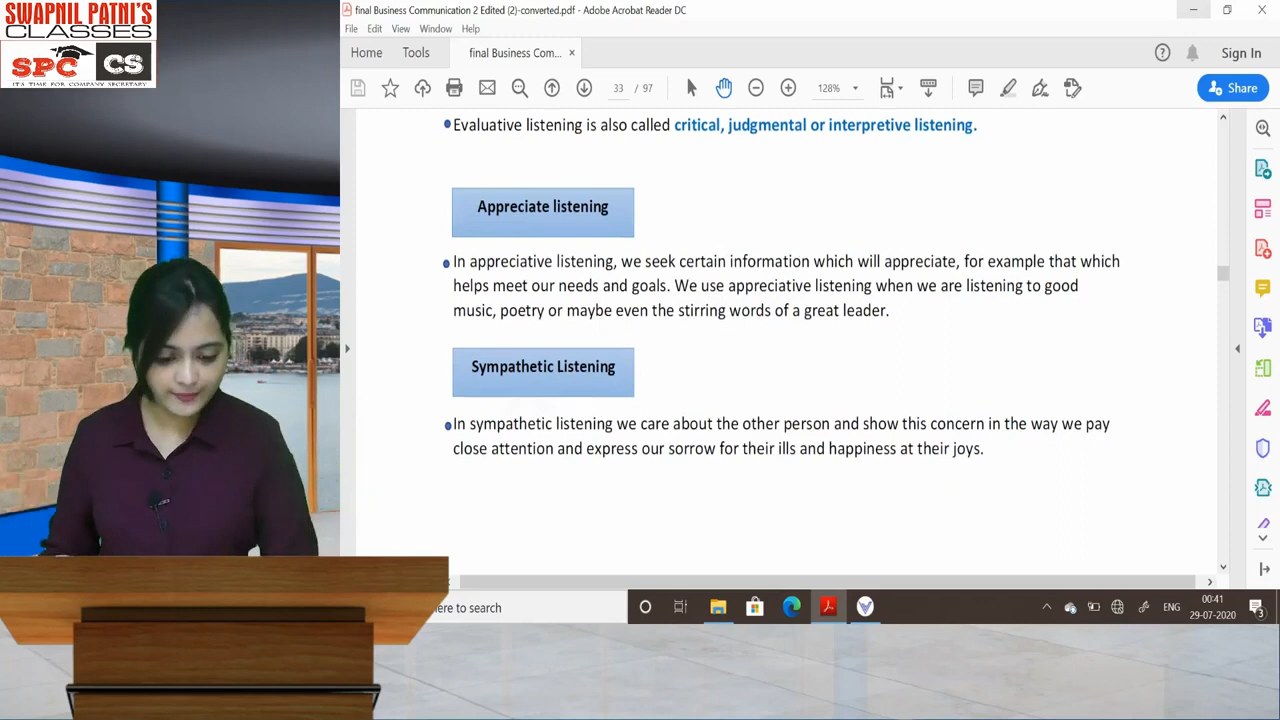 SWAPNIL PATNI'S
CLASSES
SPC CS
IT'S TIME FOR COMPANY SECRETARY
final Business Communication 2 Edited (2)-converted.pdf - Adobe Acrobat Reader DC
File Edit View Window Help
Home Tools final Business Com... × Sign In
33 / 97 128% Share
Evaluative listening is also called critical, judgmental or interpretive listening.
Appreciate listening
In appreciative listening, we seek certain information which will appreciate, for example that which
helps meet our needs and goals. We use appreciative listening when we are listening to good
music, poetry or maybe even the stirring words of a great leader.
Sympathetic Listening
In sympathetic listening we care about the other person and show this concern in the way we pay
close attention and express our sorrow for their ills and happiness at their joys.
ere to search
ENG
00:41
29-07-2020
3